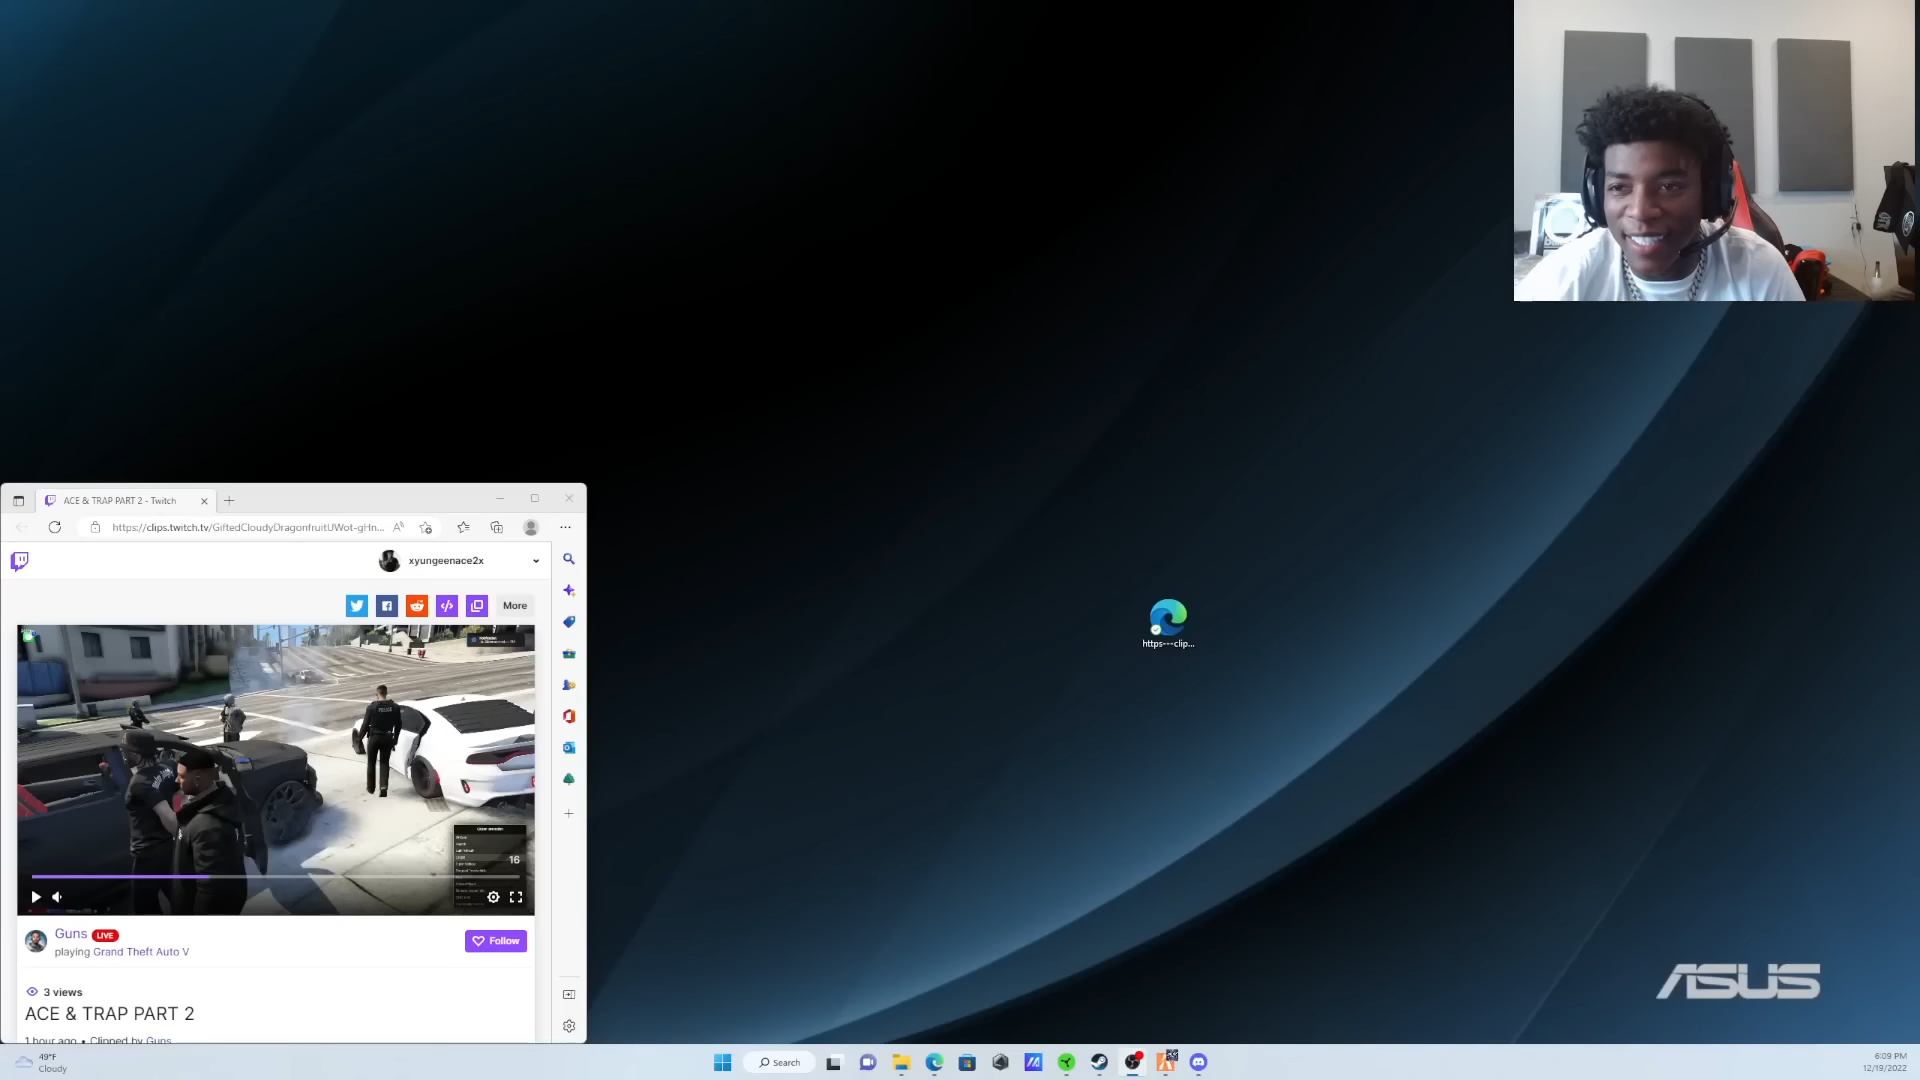 ACE & TRAP PART 2 - Twitch
https://clips.twitch.tv/GiftedCloudyDragonfruitUWot-gHn...
xyungeenace2x
More
POLICE
16
Guns LIVE
playing Grand Theft Auto V
Follow
3 views
ACE & TRAP PART 2
1 hour ago • Clipped by Guns
https---clip...
ASUS
49°F
Cloudy
Search
6:09 PM
12/19/2022